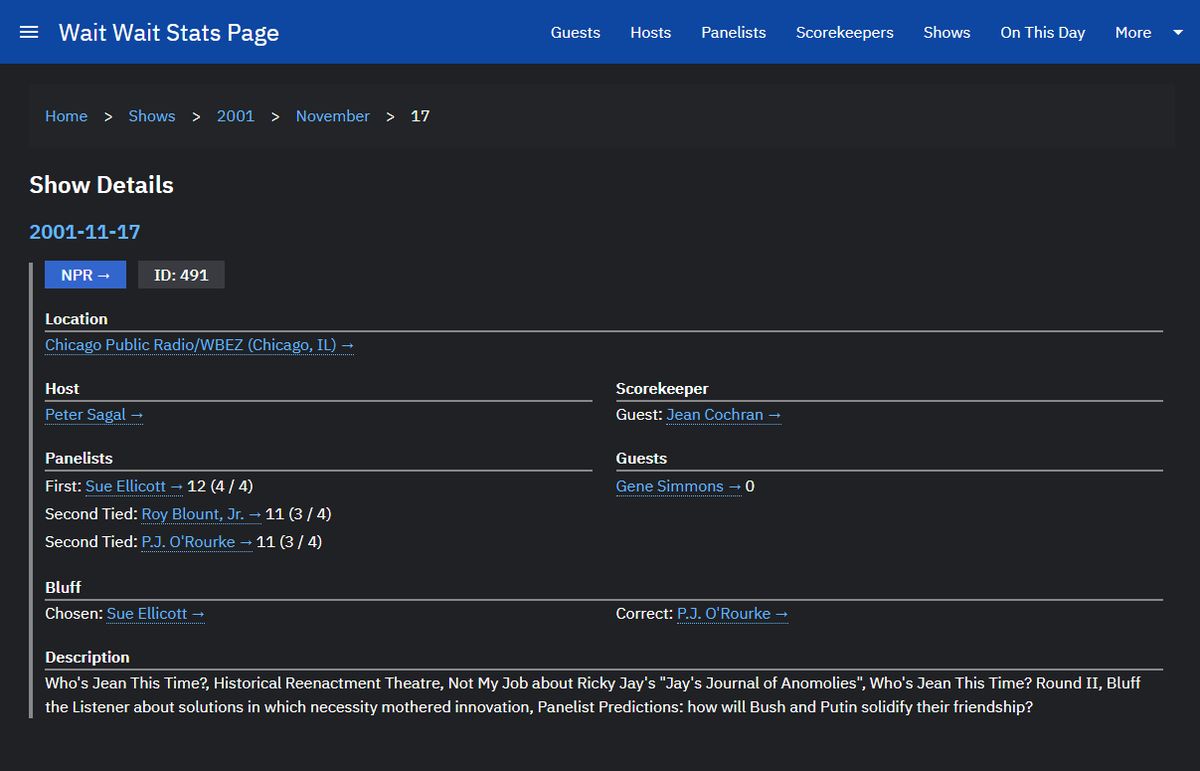 Wait Wait Stats Page
Guests Hosts Panelists Scorekeepers Shows On This Day More
Home > Shows > 2001 > November > 17
Show Details
2001-11-17
NPR → ID: 491
Location
Chicago Public Radio/WBEZ (Chicago, IL) →
Host
Peter Sagal →
Scorekeeper
Guest: Jean Cochran →
Panelists
First: Sue Ellicott → 12 (4 / 4)
Second Tied: Roy Blount, Jr. → 11 (3 / 4)
Second Tied: P.J. O'Rourke → 11 (3 / 4)
Guests
Gene Simmons → 0
Bluff
Chosen: Sue Ellicott →
Correct: P.J. O'Rourke →
Description
Who's Jean This Time?, Historical Reenactment Theatre, Not My Job about Ricky Jay's "Jay's Journal of Anomolies", Who's Jean This Time? Round II, Bluff
the Listener about solutions in which necessity mothered innovation, Panelist Predictions: how will Bush and Putin solidify their friendship?